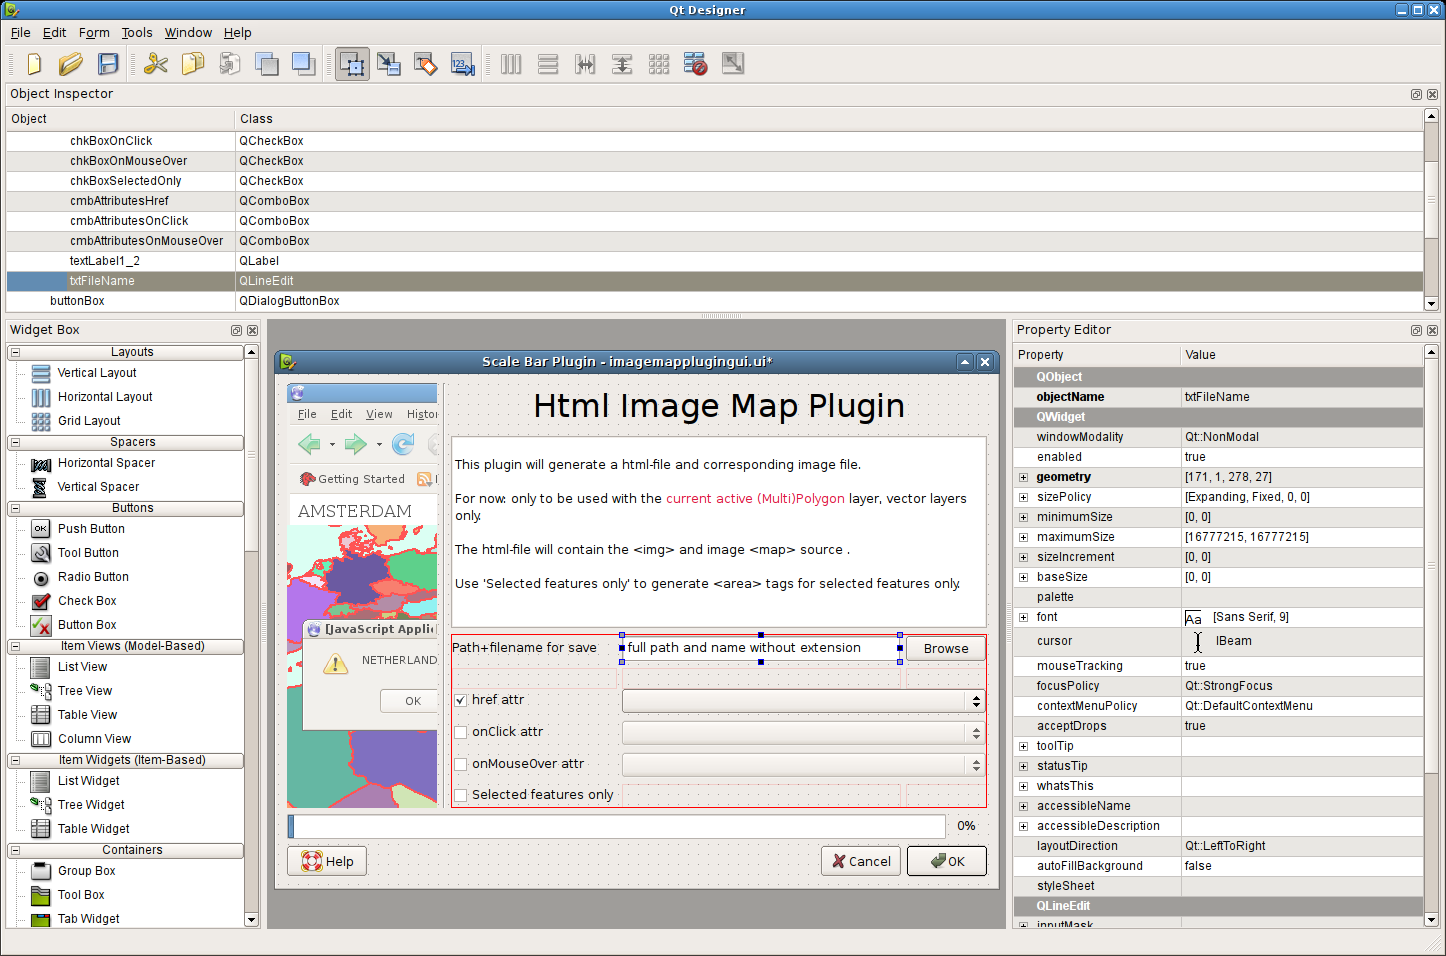 Qt Designer
File Edit Form Tools Window Help
123
Object Inspector
Object Class
chkBoxOnClick QCheckBox
chkBoxOnMouseOver QCheckBox
chkBoxSelectedOnly QCheckBox
cmbAttributesHref QComboBox
cmbAttributesOnClick QComboBox
cmbAttributesOnMouseOver QComboBox
textLabel1_2 QLabel
txtFileName QLineEdit
buttonBox QDialogButtonBox
Widget Box
Layouts
Vertical Layout
Horizontal Layout
Grid Layout
Spacers
Horizontal Spacer
Vertical Spacer
Buttons
OK Push Button
Tool Button
Radio Button
Check Box
Button Box
Item Views (Model-Based)
List View
Tree View
Table View
Column View
Item Widgets (Item-Based)
List Widget
Tree Widget
Table Widget
Containers
Group Box
Tool Box
Tab Widget
Scale Bar Plugin - imagemapplugingui.ui*
File Edit View Histo
Getting Started
AMSTERDAM
[JavaScript Applic
NETHERLAND
OK
Html Image Map Plugin
This plugin will generate a html-file and corresponding image file.
For now: only to be used with the current active (Multi)Polygon layer, vector layers
only.
The html-file will contain the <img> and image <map> source .
Use 'Selected features only' to generate <area> tags for selected features only.
Path+filename for save full path and name without extension Browse
href attr
onClick attr
onMouseOver attr
Selected features only
0%
Help Cancel OK
Property Editor
Property Value
QObject
objectName txtFileName
QWidget
windowModality Qt::NonModal
enabled true
geometry [171, 1, 278, 27]
sizePolicy [Expanding, Fixed, 0, 0]
minimumSize [0, 0]
maximumSize [16777215, 16777215]
sizeIncrement [0, 0]
baseSize [0, 0]
palette
font Aa [Sans Serif, 9]
cursor IBeam
mouseTracking true
focusPolicy Qt::StrongFocus
contextMenuPolicy Qt::DefaultContextMenu
acceptDrops true
toolTip
statusTip
whatsThis
accessibleName
accessibleDescription
layoutDirection Qt::LeftToRight
autoFillBackground false
styleSheet
QLineEdit
inputMask